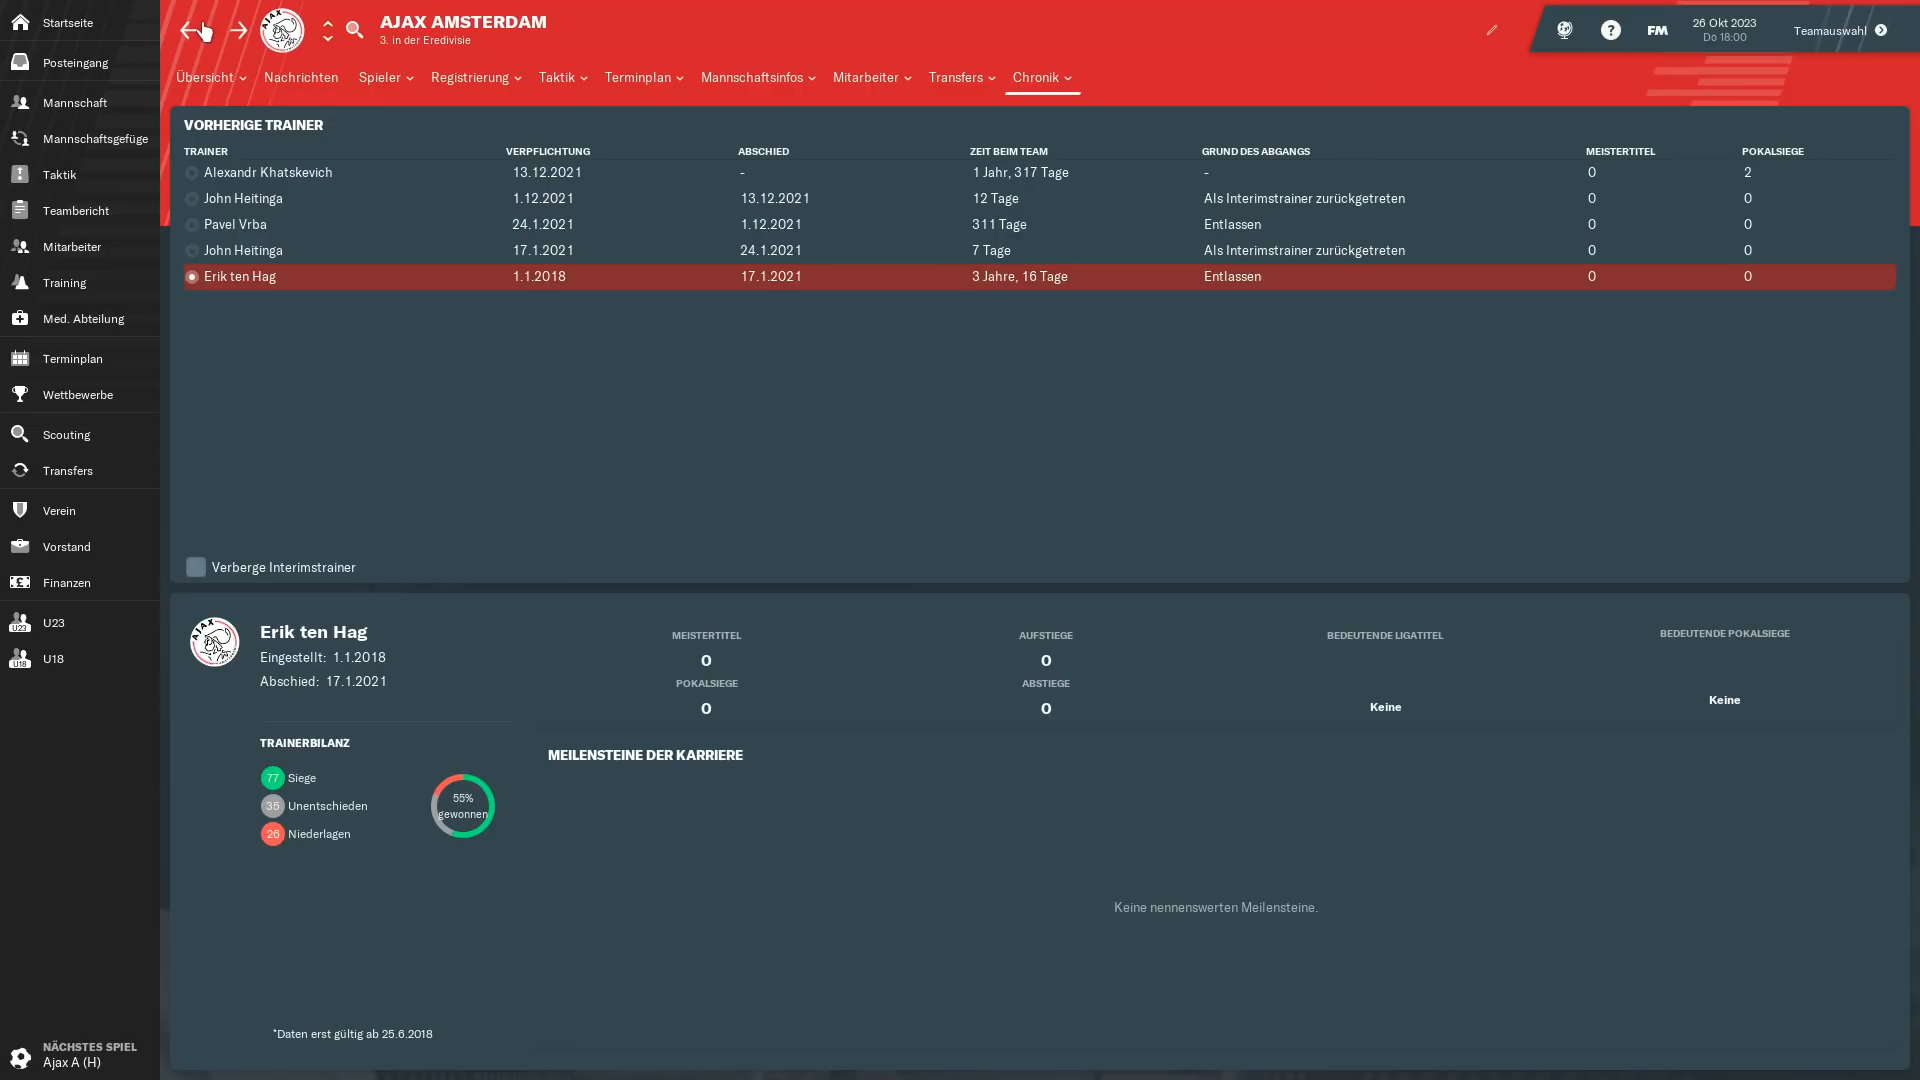 Startseite
Posteingang
Mannschaft
Mannschaftsgefüge
Taktik
Teambericht
Mitarbeiter
Training
Med. Abteilung
Terminplan
Wettbewerbe
Scouting
Transfers
Verein
Vorstand
Finanzen
U23 U23
U18 U18
NÄCHSTES SPIEL
Ajax A (H)
AJAX
AJAX AMSTERDAM
3. in der Eredivisie
FM
26 Okt 2023
Do 18:00
Teamauswahl
Übersicht Nachrichten Spieler Registrierung Taktik Terminplan Mannschaftsinfos Mitarbeiter Transfers Chronik
VORHERIGE TRAINER
TRAINER VERPFLICHTUNG ABSCHIED ZEIT BEIM TEAM GRUND DES ABGANGS MEISTERTITEL POKALSIEGE
Alexandr Khatskevich 13.12.2021 - 1 Jahr, 317 Tage - 0 2
John Heitinga 1.12.2021 13.12.2021 12 Tage Als Interimstrainer zurückgetreten 0 0
Pavel Vrba 24.1.2021 1.12.2021 311 Tage Entlassen 0 0
John Heitinga 17.1.2021 24.1.2021 7 Tage Als Interimstrainer zurückgetreten 0 0
Erik ten Hag 1.1.2018 17.1.2021 3 Jahre, 16 Tage Entlassen 0 0
Verberge Interimstrainer
AJAX
Erik ten Hag
Eingestellt: 1.1.2018
Abschied: 17.1.2021
MEISTERTITEL AUFSTIEGE BEDEUTENDE LIGATITEL BEDEUTENDE POKALSIEGE
0 0
POKALSIEGE ABSTIEGE
0 0 Keine Keine
TRAINERBILANZ
77 Siege
35 Unentschieden
26 Niederlagen
55%
gewonnen
MEILENSTEINE DER KARRIERE
Keine nennenswerten Meilensteine.
*Daten erst gültig ab 25.6.2018